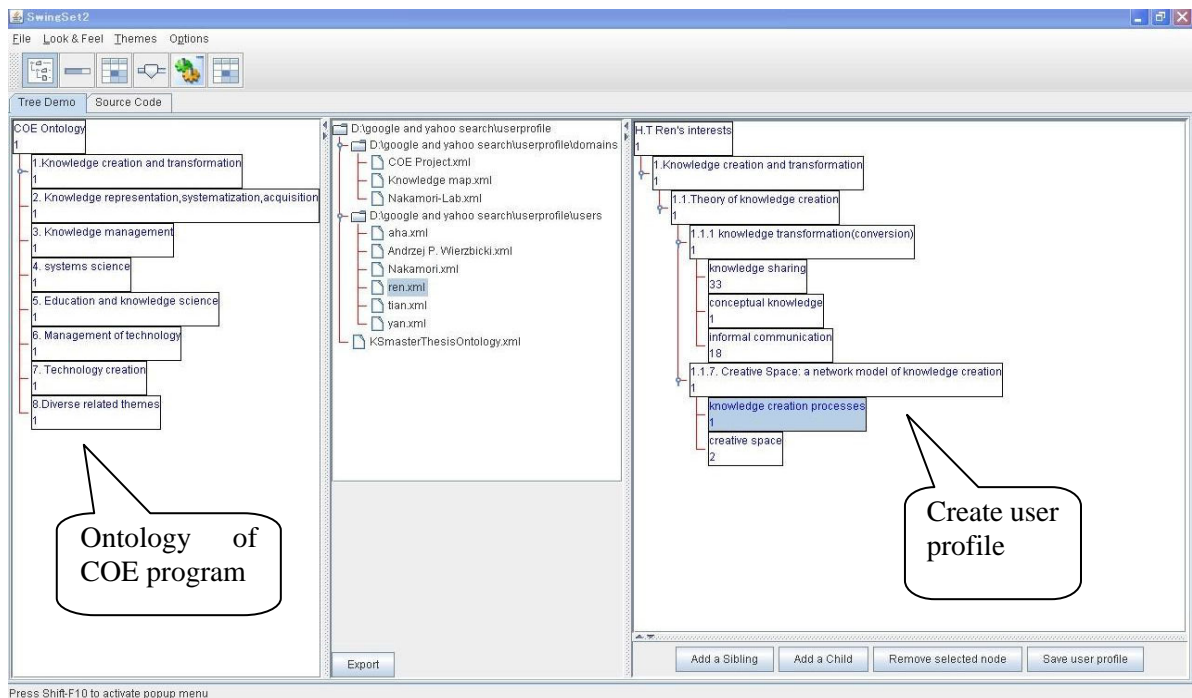 SwingSet2
File Look & Feel Themes Options
Tree Demo Source Code
COE Ontology
1
1.Knowledge creation and transformation
1
2. Knowledge representation,systematization,acquisition
1
3. Knowledge management
1
4. systems science
1
5. Education and knowledge science
1
6. Management of technology
1
7. Technology creation
1
8.Diverse related themes
1
Ontology of
COE program
D:\google and yahoo search\userprofile
D:\google and yahoo search\userprofile\domains
COE Project.xml
Knowledge map.xml
Nakamori-Lab.xml
D:\google and yahoo search\userprofile\users
aha.xml
Andrzej P. Wierzbicki.xml
Nakamori.xml
ren.xml
tian.xml
yan.xml
KSmasterThesisOntology.xml
Export
H.T Ren's interests
1
1.Knowledge creation and transformation
1
1.1.Theory of knowledge creation
1
1.1.1 knowledge transformation(conversion)
1
knowledge sharing
33
conceptual knowledge
1
informal communication
18
1.1.7. Creative Space: a network model of knowledge creation
1
knowledge creation processes
1
creative space
2
Create user
profile
Add a Sibling Add a Child Remove selected node Save user profile
Press Shift-F10 to activate popup menu